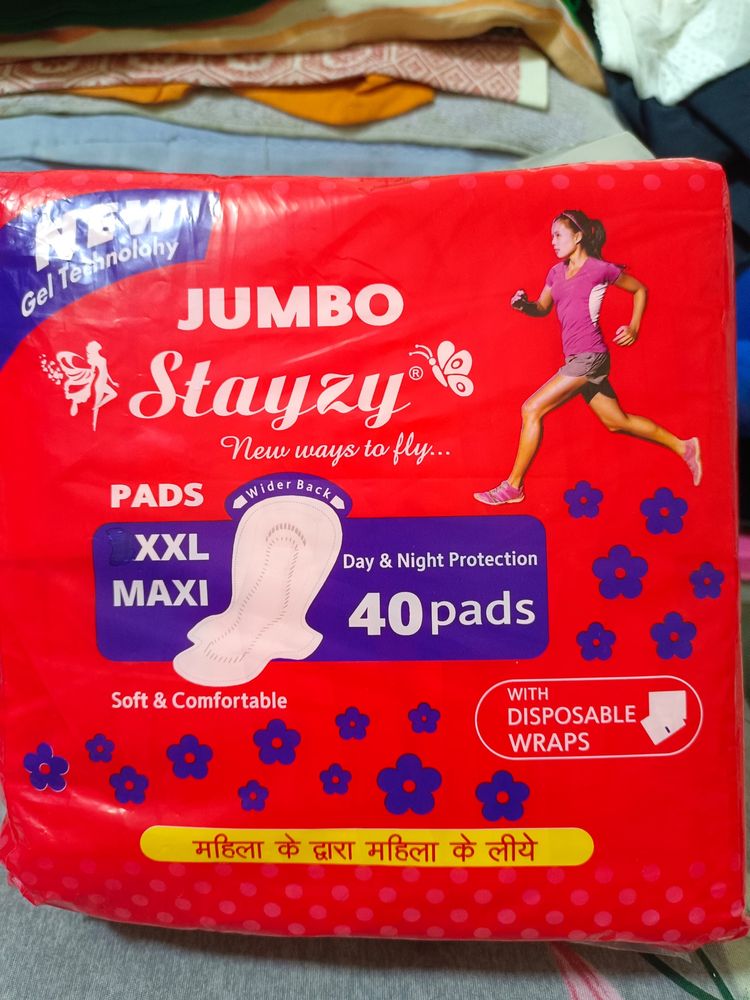 NEW
Gel Technolohy
JUMBO
Stayzy®
New ways to fly...
PADS
Wider Back
XXL
MAXI
Day & Night Protection
40 pads
Soft & Comfortable
WITH
DISPOSABLE
WRAPS
महिला के द्वारा महिला के लीये